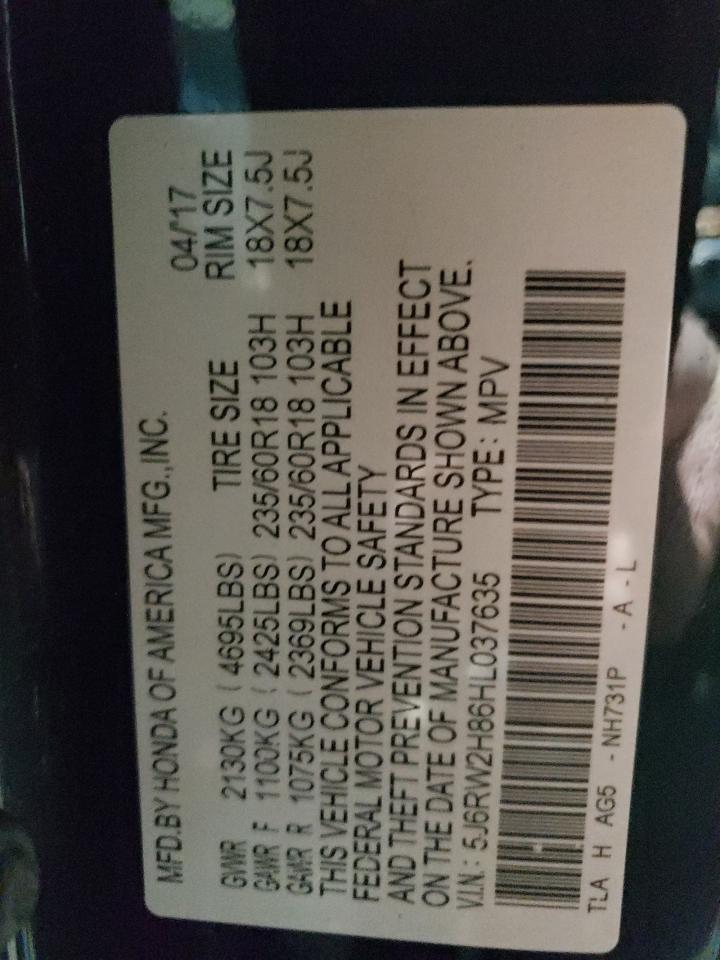 MFD.BY HONDA OF AMERICA MFG.,INC. 04/'17
GVWR 2130KG ( 4695LBS) TIRE SIZE RIM SIZE
GAWR F 1100KG ( 2425LBS) 235/60R18 103H 18X7.5J
GAWR R 1075KG ( 2369LBS) 235/60R18 103H 18X7.5J
THIS VEHICLE CONFORMS TO ALL APPLICABLE
FEDERAL MOTOR VEHICLE SAFETY
AND THEFT PREVENTION STANDARDS IN EFFECT
ON THE DATE OF MANUFACTURE SHOWN ABOVE.
V.I.N.: 5J6RW2H86HL037635 TYPE: MPV
TLA H AG5 - NH731P - A - L